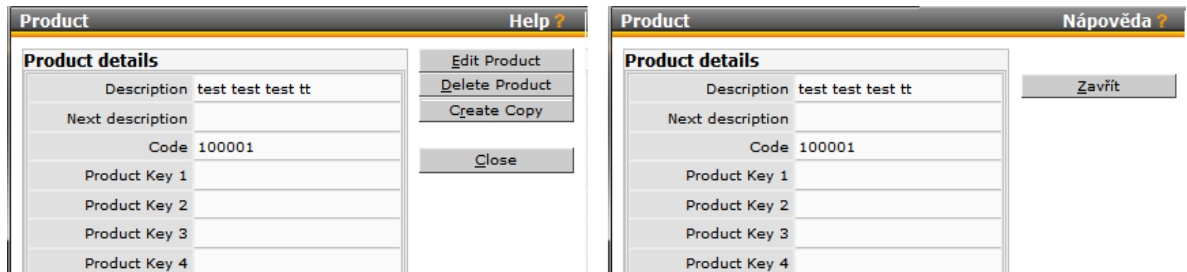 Product Help ?
Product details
Edit Product
Description test test test tt
Delete Product
Next description
Create Copy
Code 100001
Close
Product Key 1
Product Key 2
Product Key 3
Product Key 4
Product Nápověda ?
Product details
Description test test test tt
Zavřít
Next description
Code 100001
Product Key 1
Product Key 2
Product Key 3
Product Key 4